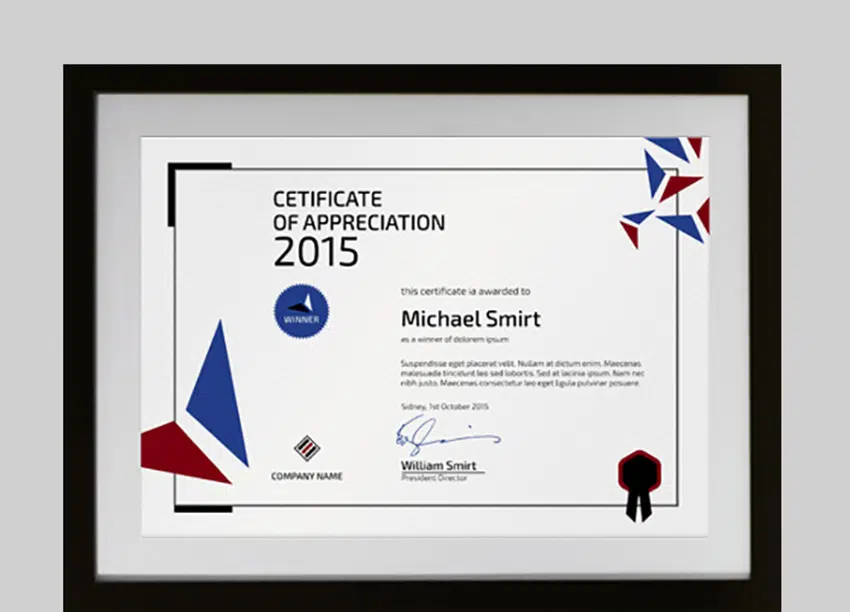 CETIFICATE
OF APPRECIATION
2015
WINNER
this certificate ia awarded to
Michael Smirt
as a winner of dolorem ipsum
Suspendisse eget placerat velit. Nullam at dictum enim. Maecenas
malesuada tincidunt leo sed lobortis. Sed at lacinia ipsum. Nam nec
nibh justo. Maecenas consectetur leo eget ligula pulvinar posuere.
Sidney, 1st October 2015
William Smirt
President Director
COMPANY NAME